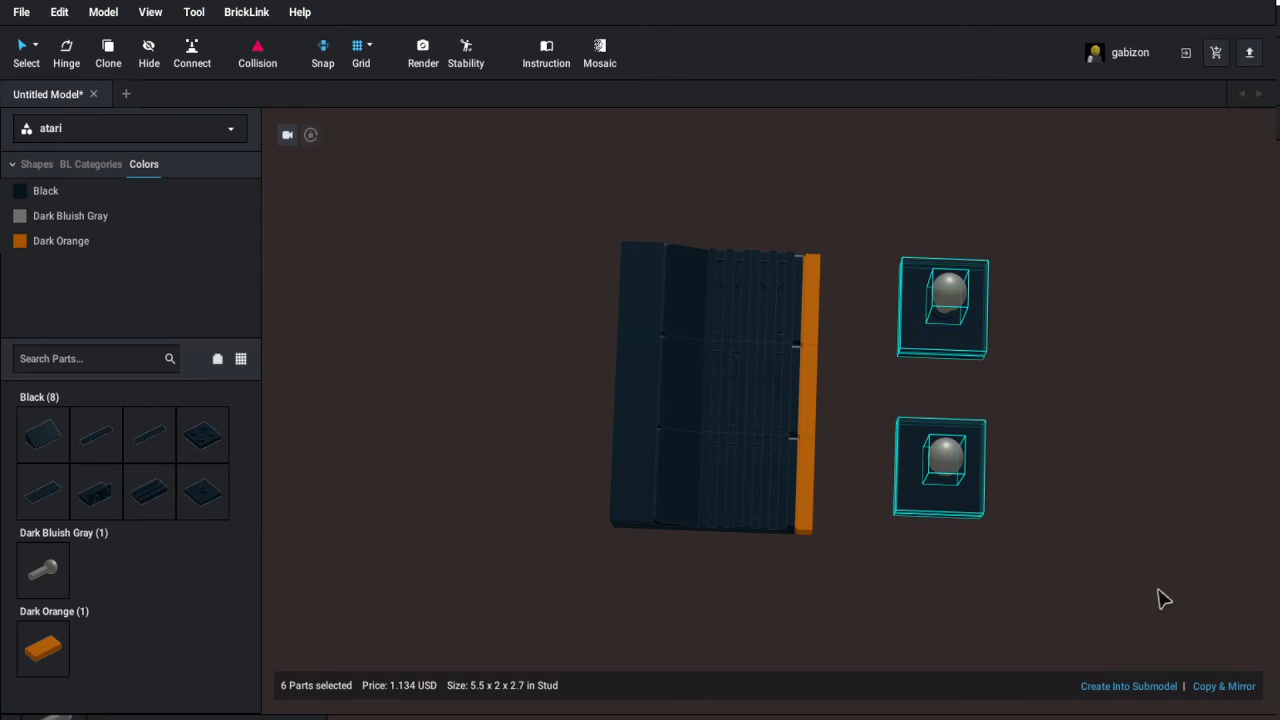 File Edit Model View Tool BrickLink Help
Select Hinge Clone Hide Connect Collision Snap Grid Render Stability Instruction Mosaic gabizon
Untitled Model*
atari
Shapes BL Categories Colors
Black
Dark Bluish Gray
Dark Orange
Search Parts...
Black (8)
Dark Bluish Gray (1)
Dark Orange (1)
6 Parts selected Price: 1.134 USD Size: 5.5 x 2 x 2.7 in Stud Create Into Submodel | Copy & Mirror